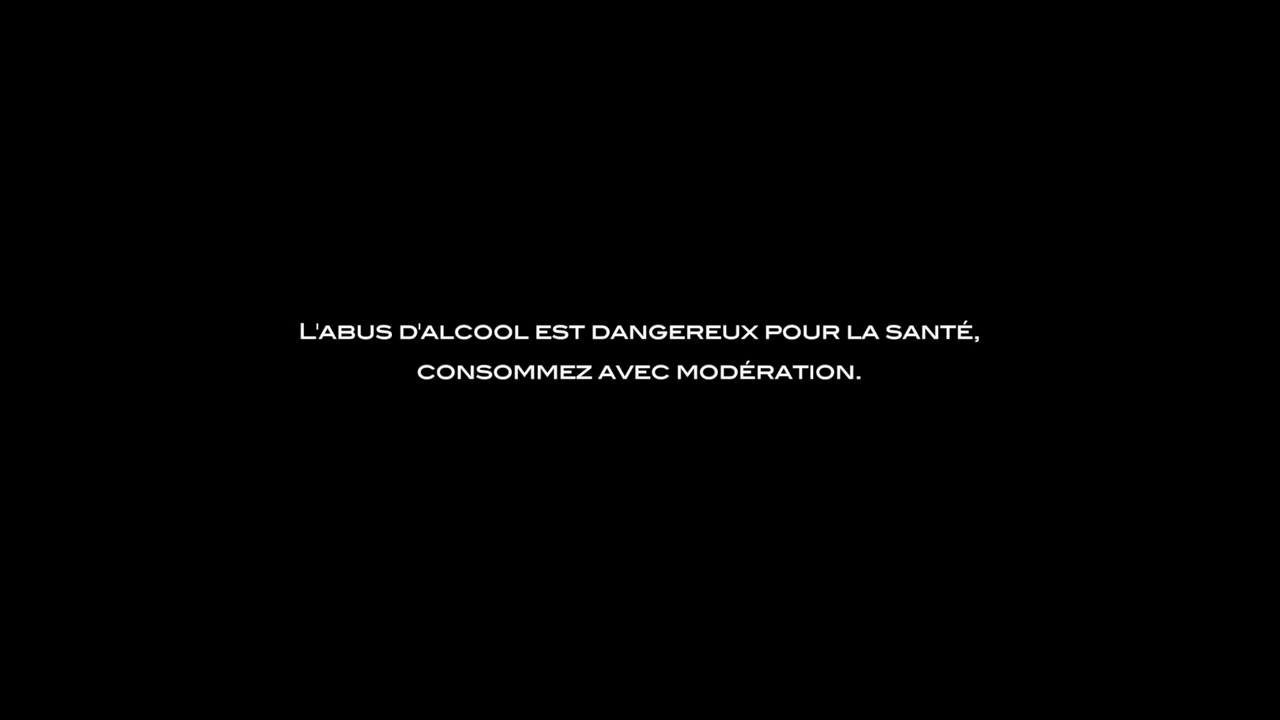 L'abus d'alcool est dangereux pour la santé,
consommez avec modération.